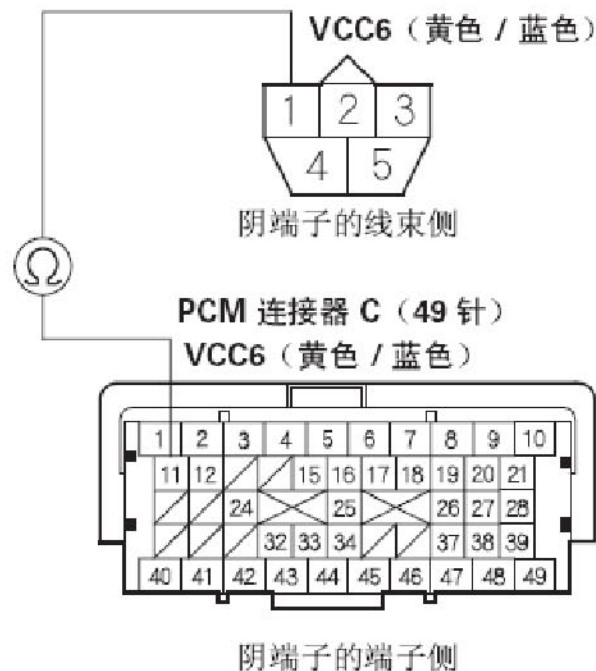 VCC6（黄色 / 蓝色）
1 2 3
4 5
阴端子的线束侧
Ω
PCM 连接器 C（49 针）
VCC6（黄色 / 蓝色）
1 2 3 4 5 6 7 8 9 10
11 12 15 16 17 18 19 20 21
24 25 26 27 28
32 33 34 37 38 39
40 41 42 43 44 45 46 47 48 49
阴端子的端子侧